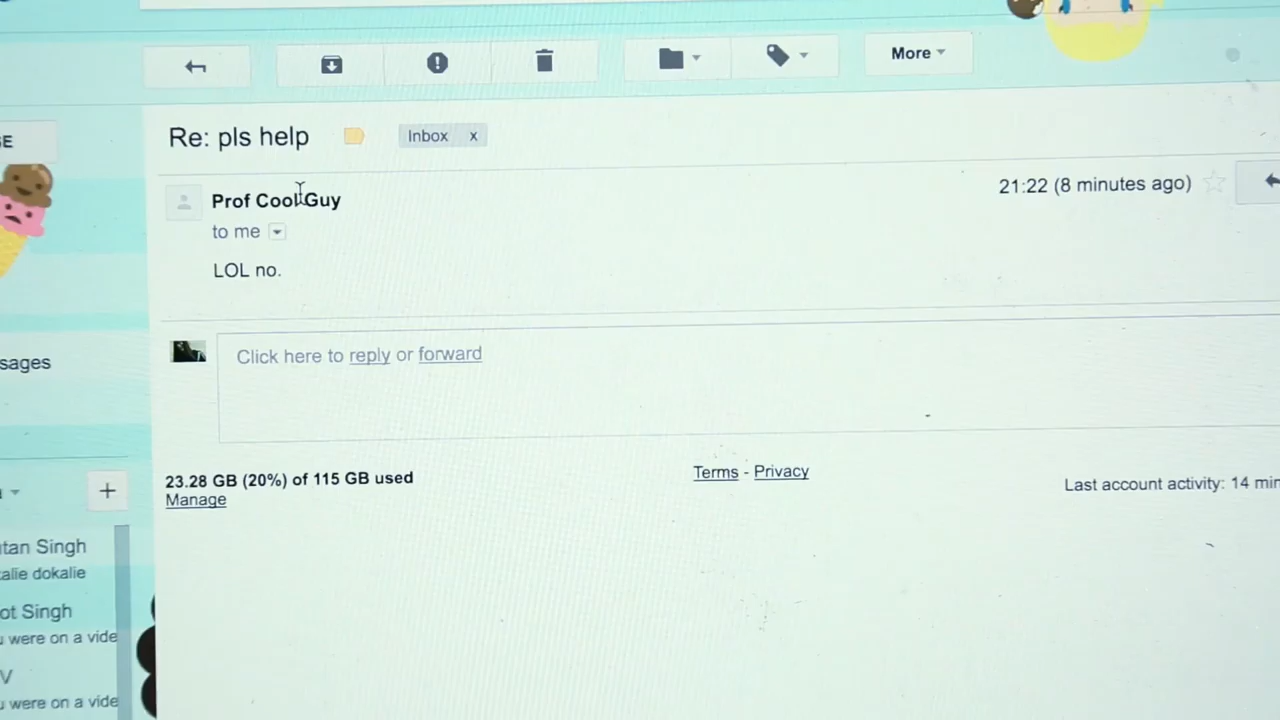 More
Re: pls help
Inbox x
Prof Cool Guy
21:22 (8 minutes ago)
to me
LOL no.
Click here to reply or forward
23.28 GB (20%) of 115 GB used
Manage
Terms - Privacy
Last account activity: 14 min
E
sages
tan Singh
alie dokalie
ot Singh
u were on a vide
V
u were on a vide